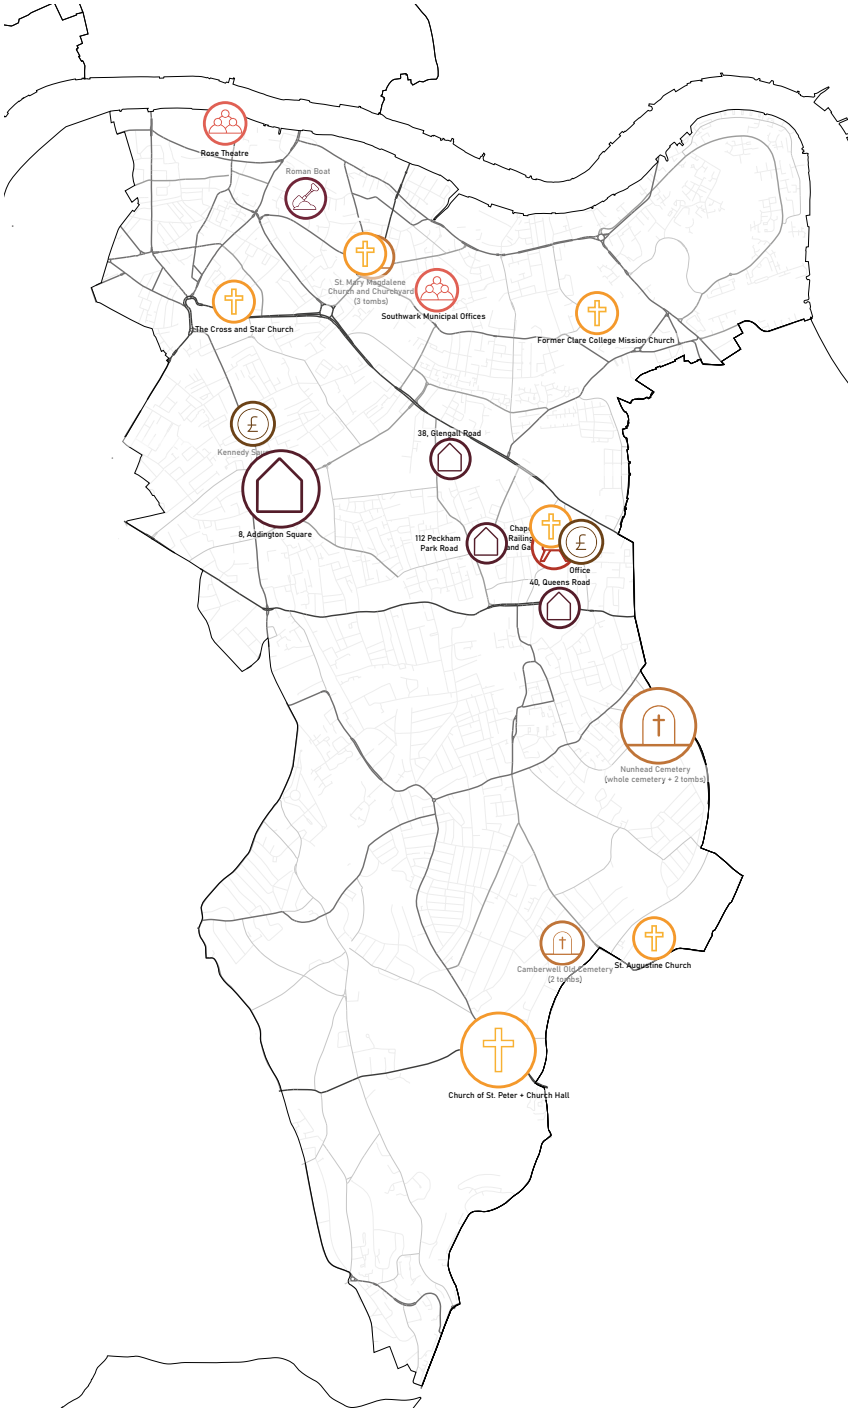 Rose Theatre
Roman Boat
St. Mary Magdalene
Church and Churchyard
(3 tombs)
Southwark Municipal Offices
The Cross and Star Church
Former Clare College Mission Church
£
Kennedy
38, Glengall Road
8, Addington Square
112 Peckham
Park Road
Railing
and
£
Office
40, Queens Road
Nunhead Cemetery
(whole cemetery + 2 tombs)
Camberwell Old Cemetery
(2 tombs)
St. Augustine Church
Church of St. Peter + Church Hall